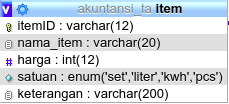 v akuntansi_ta item
itemID : varchar(12)
nama_item : varchar(20)
# harga : int(12)
satuan : enum('set','liter','kwh','pcs')
keterangan : varchar(200)